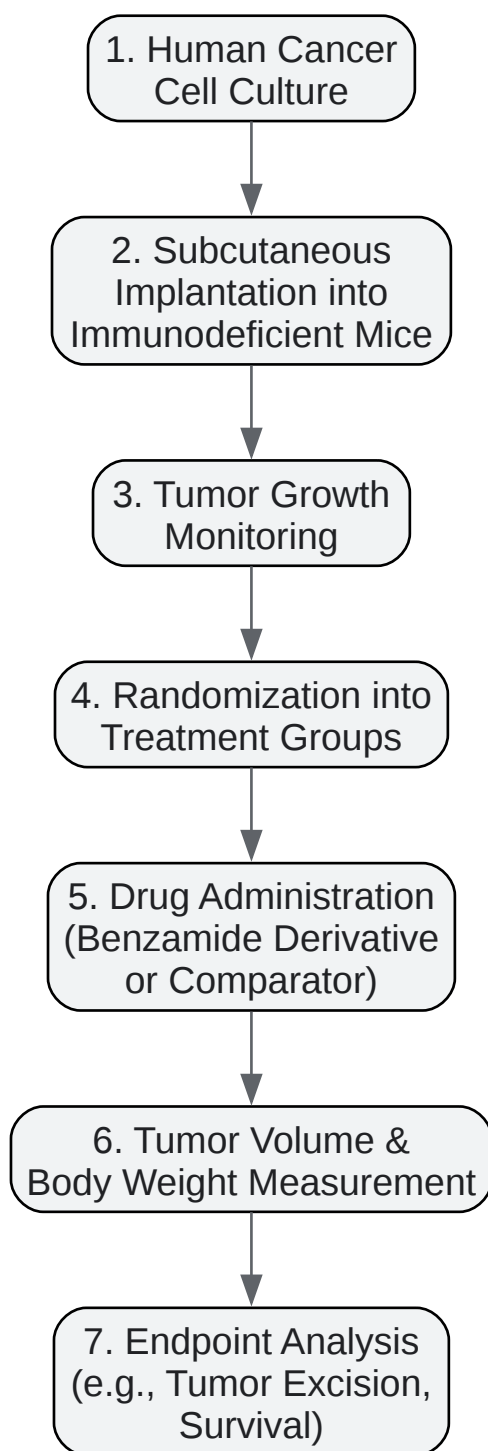 1. Human Cancer
Cell Culture
2. Subcutaneous
Implantation into
Immunodeficient Mice
3. Tumor Growth
Monitoring
4. Randomization into
Treatment Groups
5. Drug Administration
(Benzamide Derivative
or Comparator)
6. Tumor Volume &
Body Weight Measurement
7. Endpoint Analysis
(e.g., Tumor Excision,
Survival)